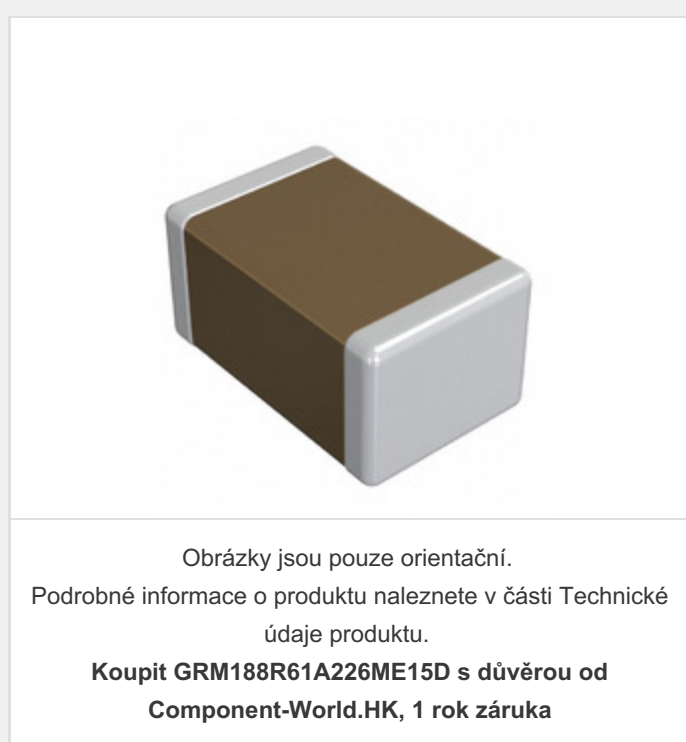 Obrázky jsou pouze orientační.
Podrobné informace o produktu naleznete v části Technické
údaje produktu.
Koupit GRM188R61A226ME15D s důvěrou od
Component-World.HK, 1 rok záruka